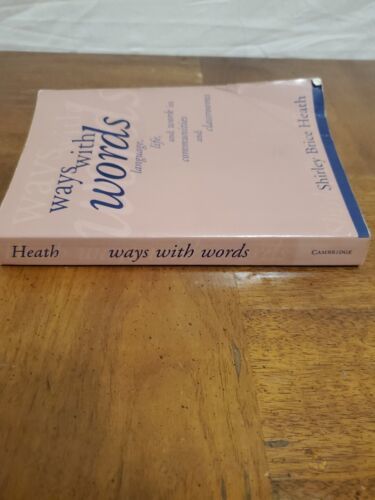 ways with
words
language,
life,
and work in
communities
and
classrooms
Shirley Brice Heath
Heath ways with words CAMBRIDGE